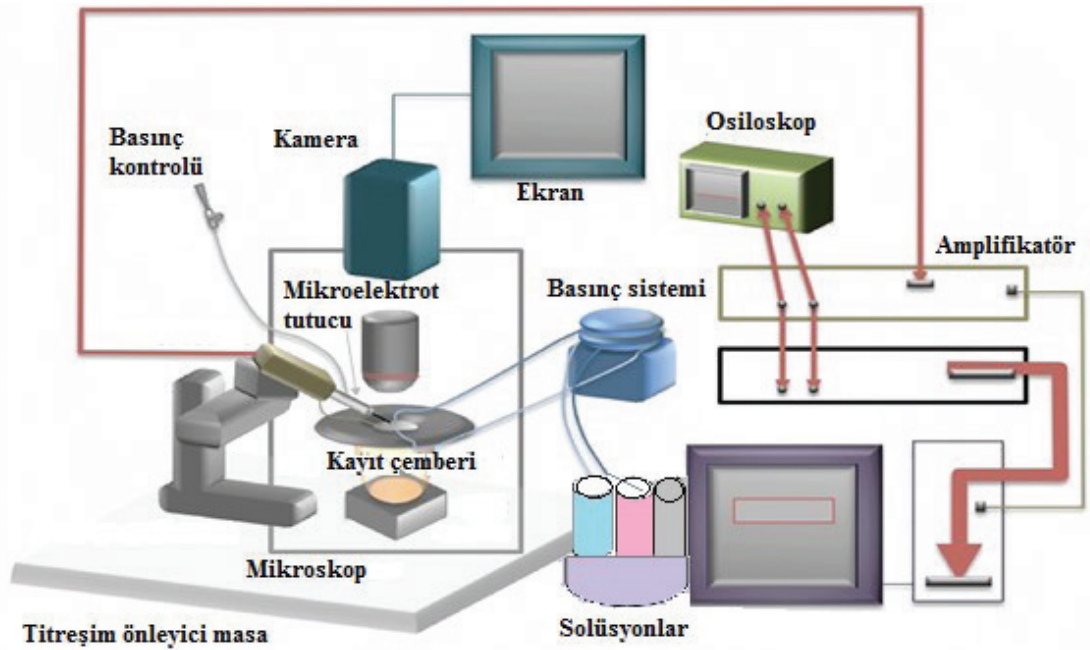 Basınç
kontrolü
Kamera
Ekran
Osiloskop
Amplifikatör
Mikroelektrot
tutucu
Basınç sistemi
Kayıt çemberi
Mikroskop
Solüsyonlar
Titreşim önleyici masa